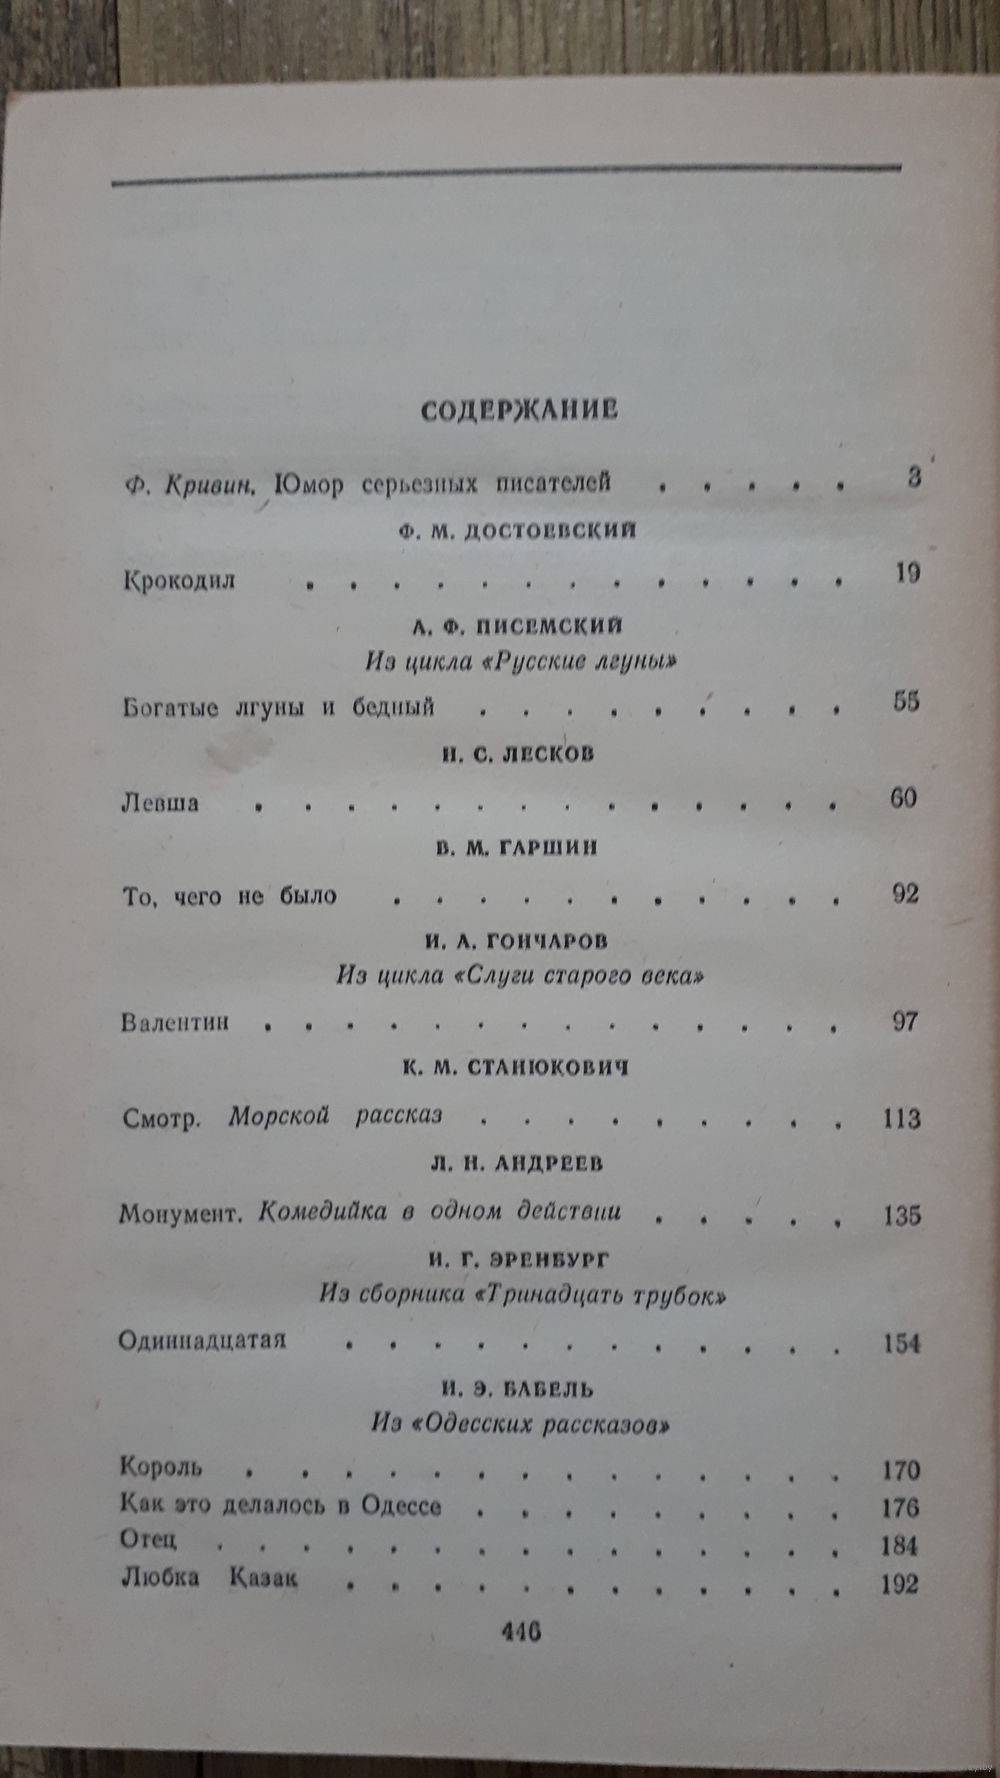 СОДЕРЖАНИЕ
Ф. Кривин. Юмор серьезных писателей . . . . . 3
Ф. М. ДОСТОЕВСКИЙ
Крокодил . . . . . . . . . . . . . 19
А. Ф. ПИСЕМСКИЙ
Из цикла «Русские лгуны»
Богатые лгуны и бедный . . . . . . . . . 55
Н. С. ЛЕСКОВ
Левша . . . . . . . . . . . . . . 60
В. М. ГАРШИН
То, чего не было . . . . . . . . . . . 92
И. А. ГОНЧАРОВ
Из цикла «Слуги старого века»
Валентин . . . . . . . . . . . . . . 97
К. М. СТАНЮКОВИЧ
Смотр. Морской рассказ . . . . . . . . . 113
Л. Н. АНДРЕЕВ
Монумент. Комедийка в одном действии . . . . . 135
И. Г. ЭРЕНБУРГ
Из сборника «Тринадцать трубок»
Одиннадцатая . . . . . . . . . . . . 154
И. Э. БАБЕЛЬ
Из «Одесских рассказов»
Король . . . . . . . . . . . . . . 170
Как это делалось в Одессе . . . . . . . . . 176
Отец . . . . . . . . . . . . . . . 184
Любка Казак . . . . . . . . . . . . 192
446